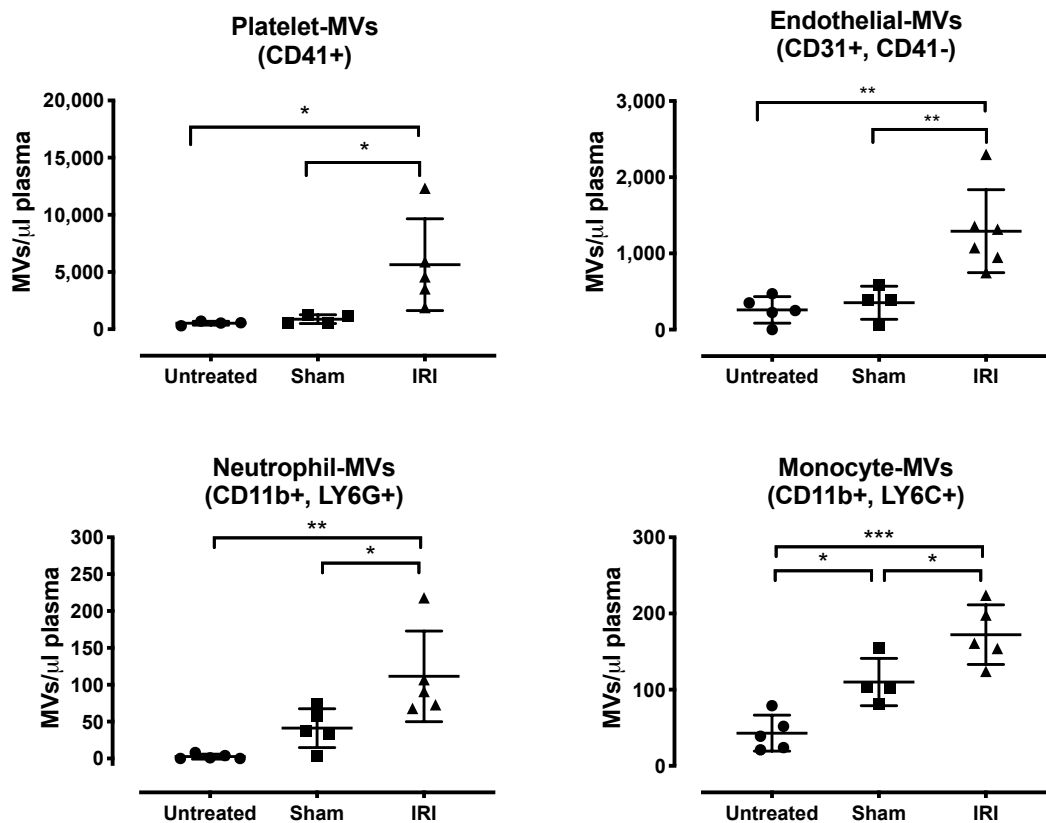 Platelet-MVs
(CD41+)
20,000
15,000
10,000
5,000
0
MVs/μl plasma
*
*
Untreated Sham IRI
Endothelial-MVs
(CD31+, CD41-)
3,000
2,000
1,000
0
MVs/μl plasma
**
**
Untreated Sham IRI
Neutrophil-MVs
(CD11b+, LY6G+)
300
250
200
150
100
50
0
MVs/μl plasma
**
*
Untreated Sham IRI
Monocyte-MVs
(CD11b+, LY6C+)
300
200
100
0
MVs/μl plasma
***
* *
Untreated Sham IRI